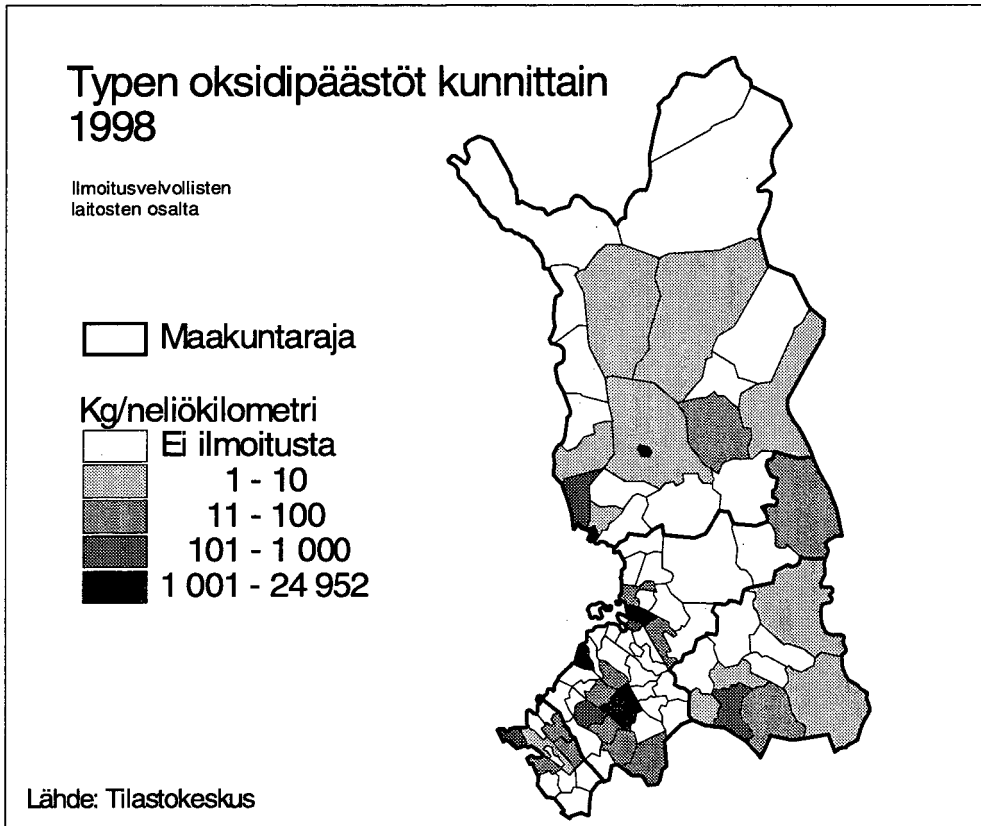 Typen oksidipäästöt kunnittain
1998
Ilmoitusvelvollisten
laitosten osalta
Maakuntaraja
Kg/neliökilometri
Ei ilmoitusta
1 - 10
11 - 100
101 - 1 000
1 001 - 24 952
Lähde: Tilastokeskus